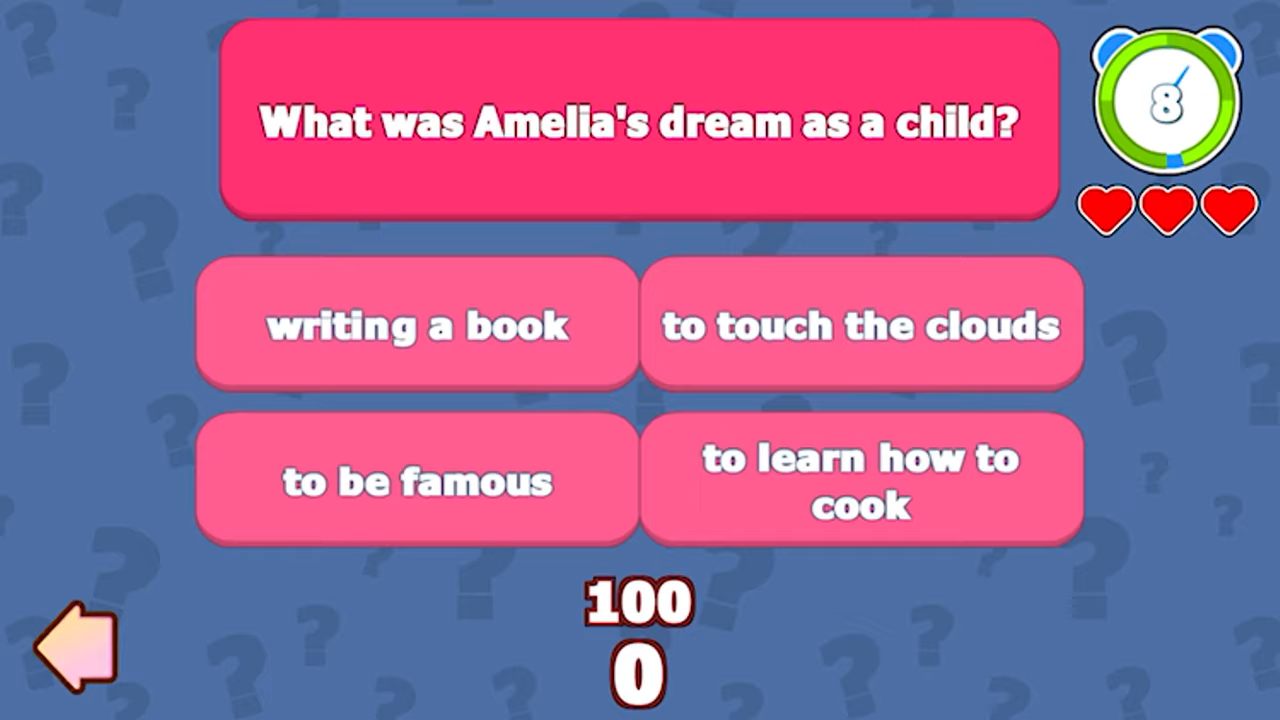 What was Amelia's dream as a child?
8
writing a book
to touch the clouds
to be famous
to learn how to
cook
100
0